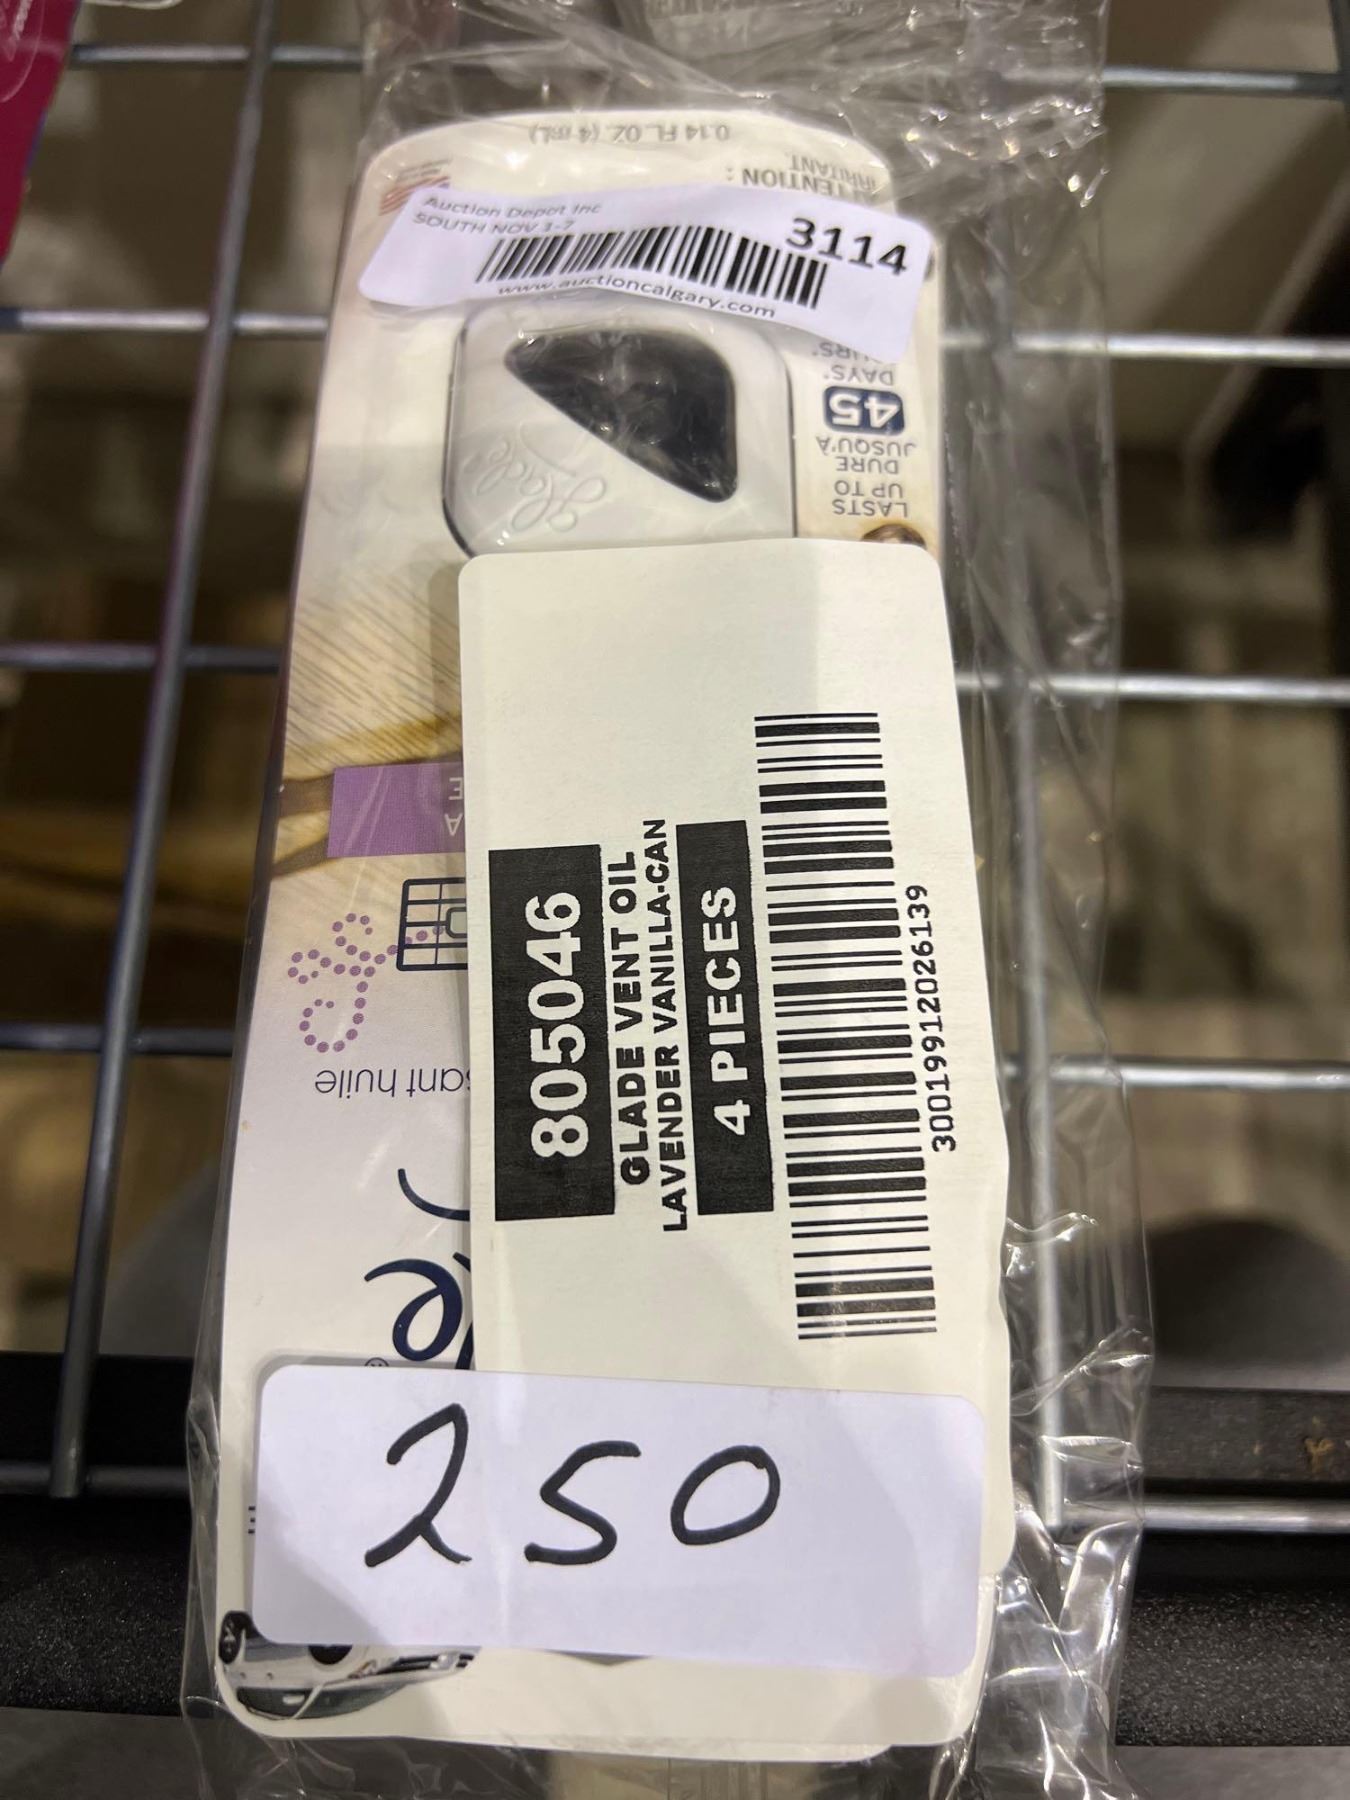 0.14 FL. OZ. (4 mL)
ATTENTION :
IRRITANT.
Auction Depot Inc
SOUTH NOV 3-7
3114
www.auctioncalgary.com
Glade
LASTS
UP TO
DURE
JUSQU'À
45
DAYS*
JOURS*
805046
GLADE VENT OIL
LAVENDER VANILLA-CAN
4 PIECES
30019912026139
A
E
sant huile
250